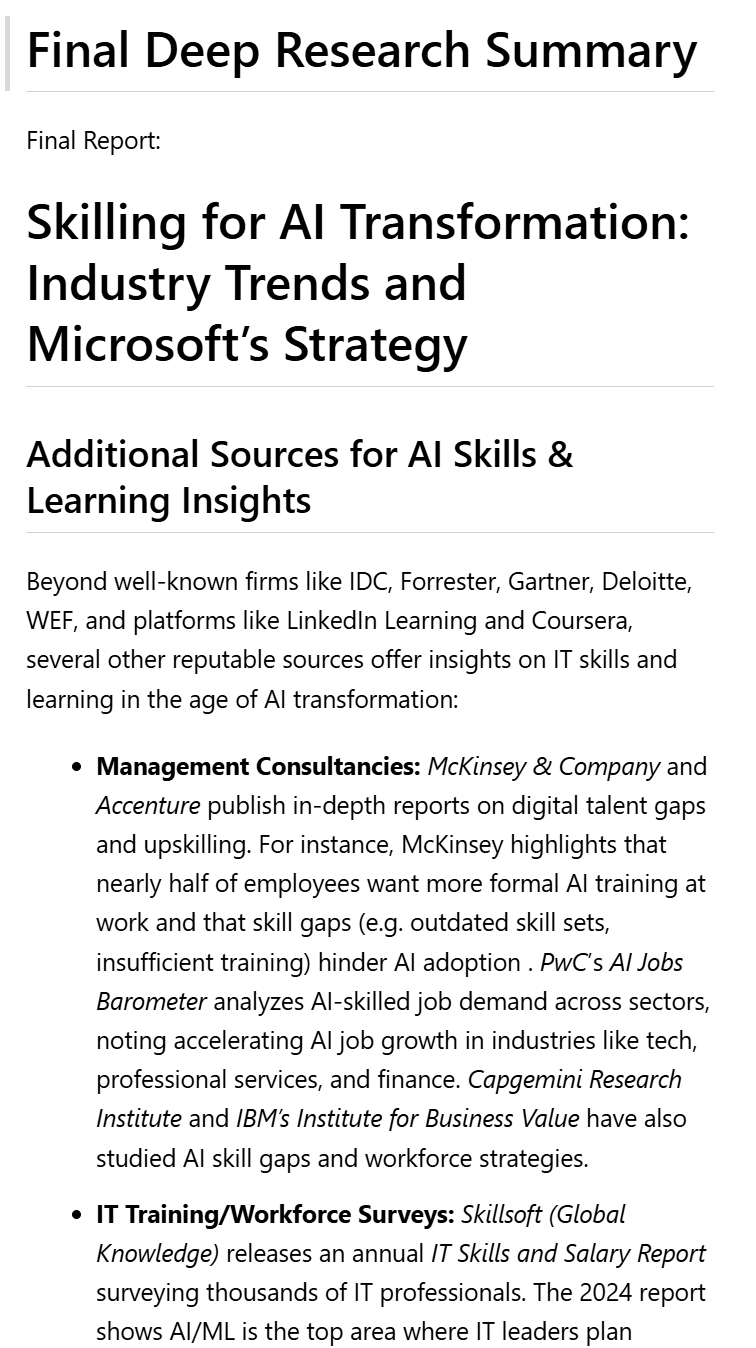 Final Deep Research Summary
Final Report:
Skilling for AI Transformation:
Industry Trends and
Microsoft’s Strategy
Additional Sources for AI Skills &
Learning Insights
Beyond well-known firms like IDC, Forrester, Gartner, Deloitte,
WEF, and platforms like LinkedIn Learning and Coursera,
several other reputable sources offer insights on IT skills and
learning in the age of AI transformation:
• Management Consultancies: McKinsey & Company and
Accenture publish in-depth reports on digital talent gaps
and upskilling. For instance, McKinsey highlights that
nearly half of employees want more formal AI training at
work and that skill gaps (e.g. outdated skill sets,
insufficient training) hinder AI adoption . PwC’s AI Jobs
Barometer analyzes AI-skilled job demand across sectors,
noting accelerating AI job growth in industries like tech,
professional services, and finance. Capgemini Research
Institute and IBM’s Institute for Business Value have also
studied AI skill gaps and workforce strategies.
• IT Training/Workforce Surveys: Skillsoft (Global
Knowledge) releases an annual IT Skills and Salary Report
surveying thousands of IT professionals. The 2024 report
shows AI/ML is the top area where IT leaders plan